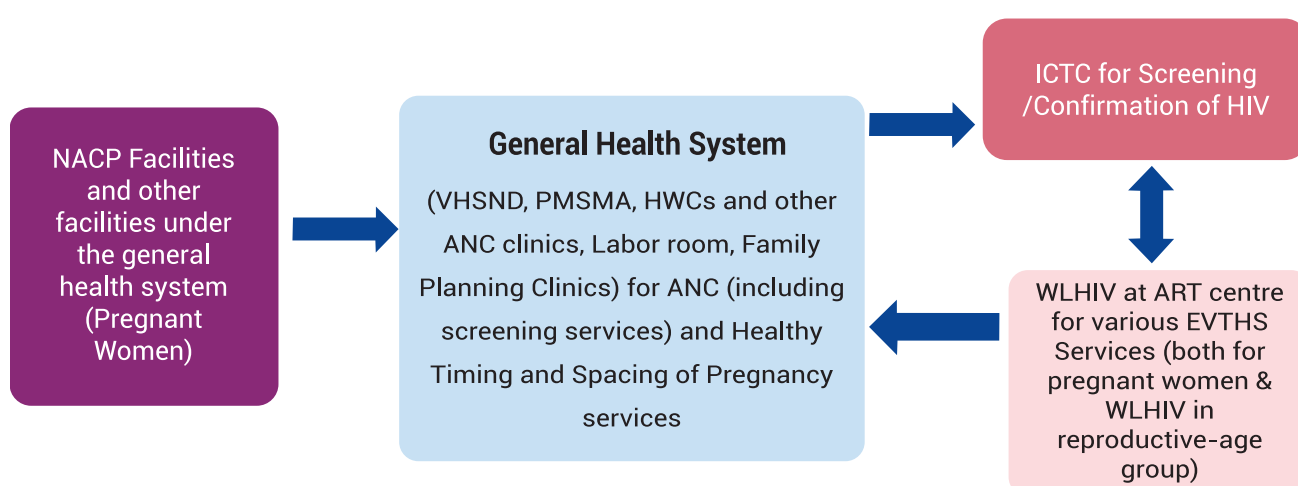 NACP Facilities
and other
facilities under
the general
health system
(Pregnant
Women)
General Health System
(VHSND, PMSMA, HWCs and other
ANC clinics, Labor room, Family
Planning Clinics) for ANC (including
screening services) and Healthy
Timing and Spacing of Pregnancy
services
ICTC for Screening
/Confirmation of HIV
WLHIV at ART centre
for various EVTHS
Services (both for
pregnant women &
WLHIV in
reproductive-age
group)